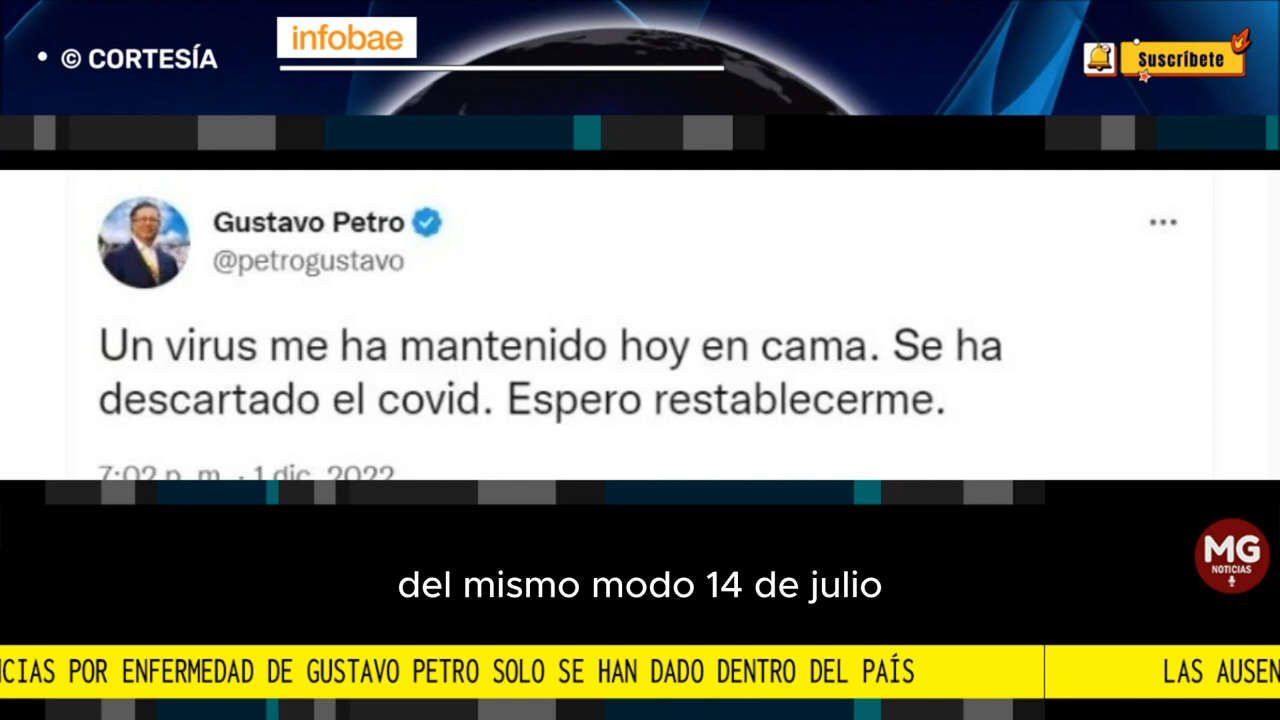 • © CORTESÍA
infobae
Suscríbete
Gustavo Petro
@petrogustavo
Un virus me ha mantenido hoy en cama. Se ha
descartado el covid. Espero restablecerme.
7:02 p. m. · 1 dic. 2022
MG
NOTICIAS
del mismo modo 14 de julio
NCIAS POR ENFERMEDAD DE GUSTAVO PETRO SOLO SE HAN DADO DENTRO DEL PAÍS
LAS AUSEN